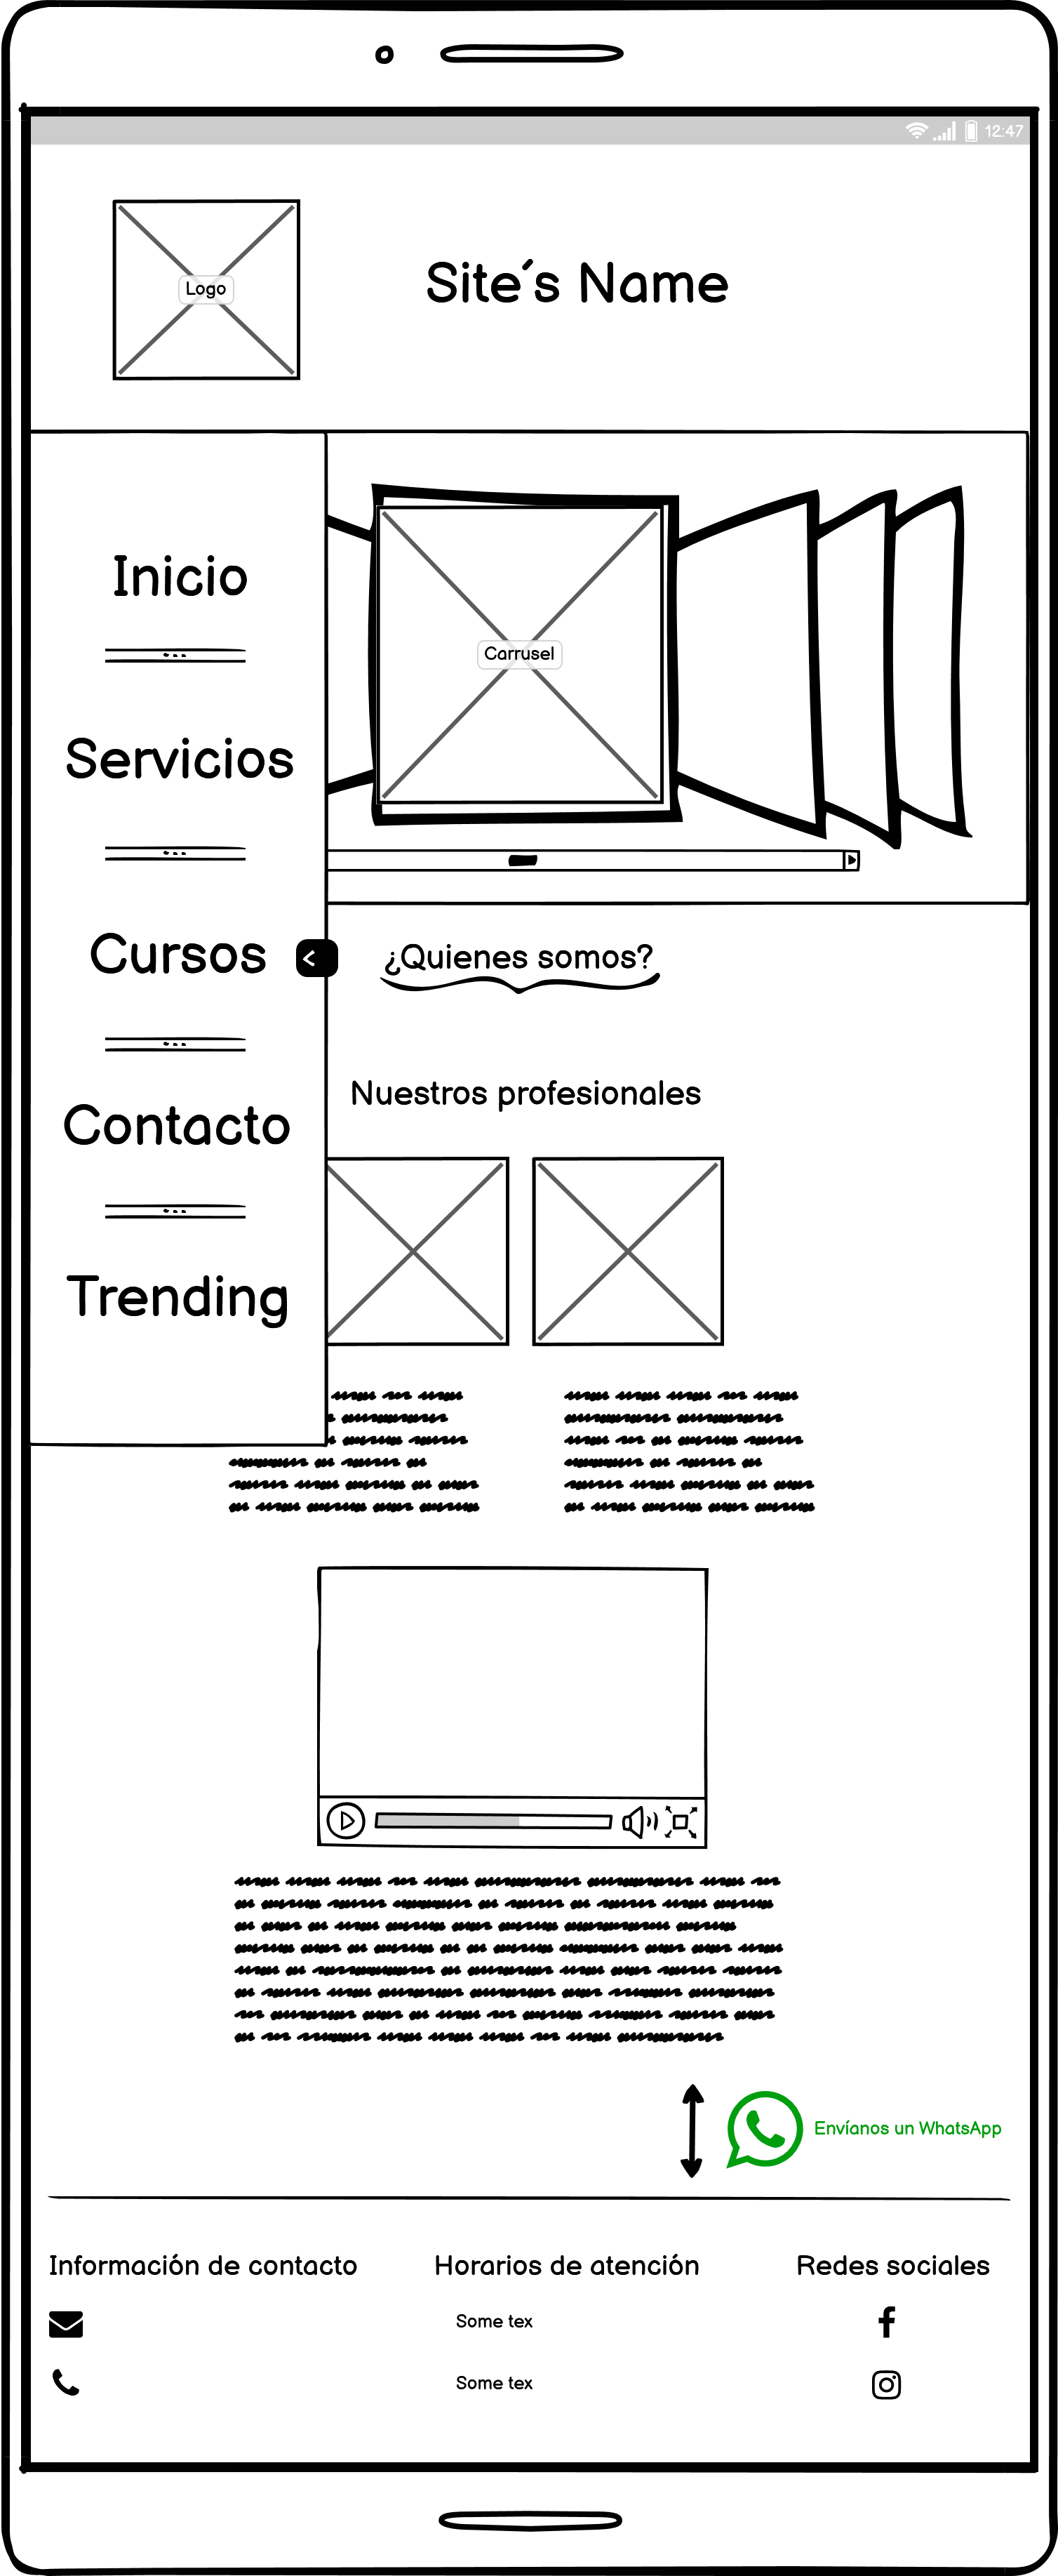 12:47
Logo
Site´s Name
Inicio
Servicios
Cursos
Contacto
Trending
Carrusel
¿Quienes somos?
Nuestros profesionales
Envíanos un WhatsApp
Información de contacto
Horarios de atención
Some tex
Some tex
Redes sociales